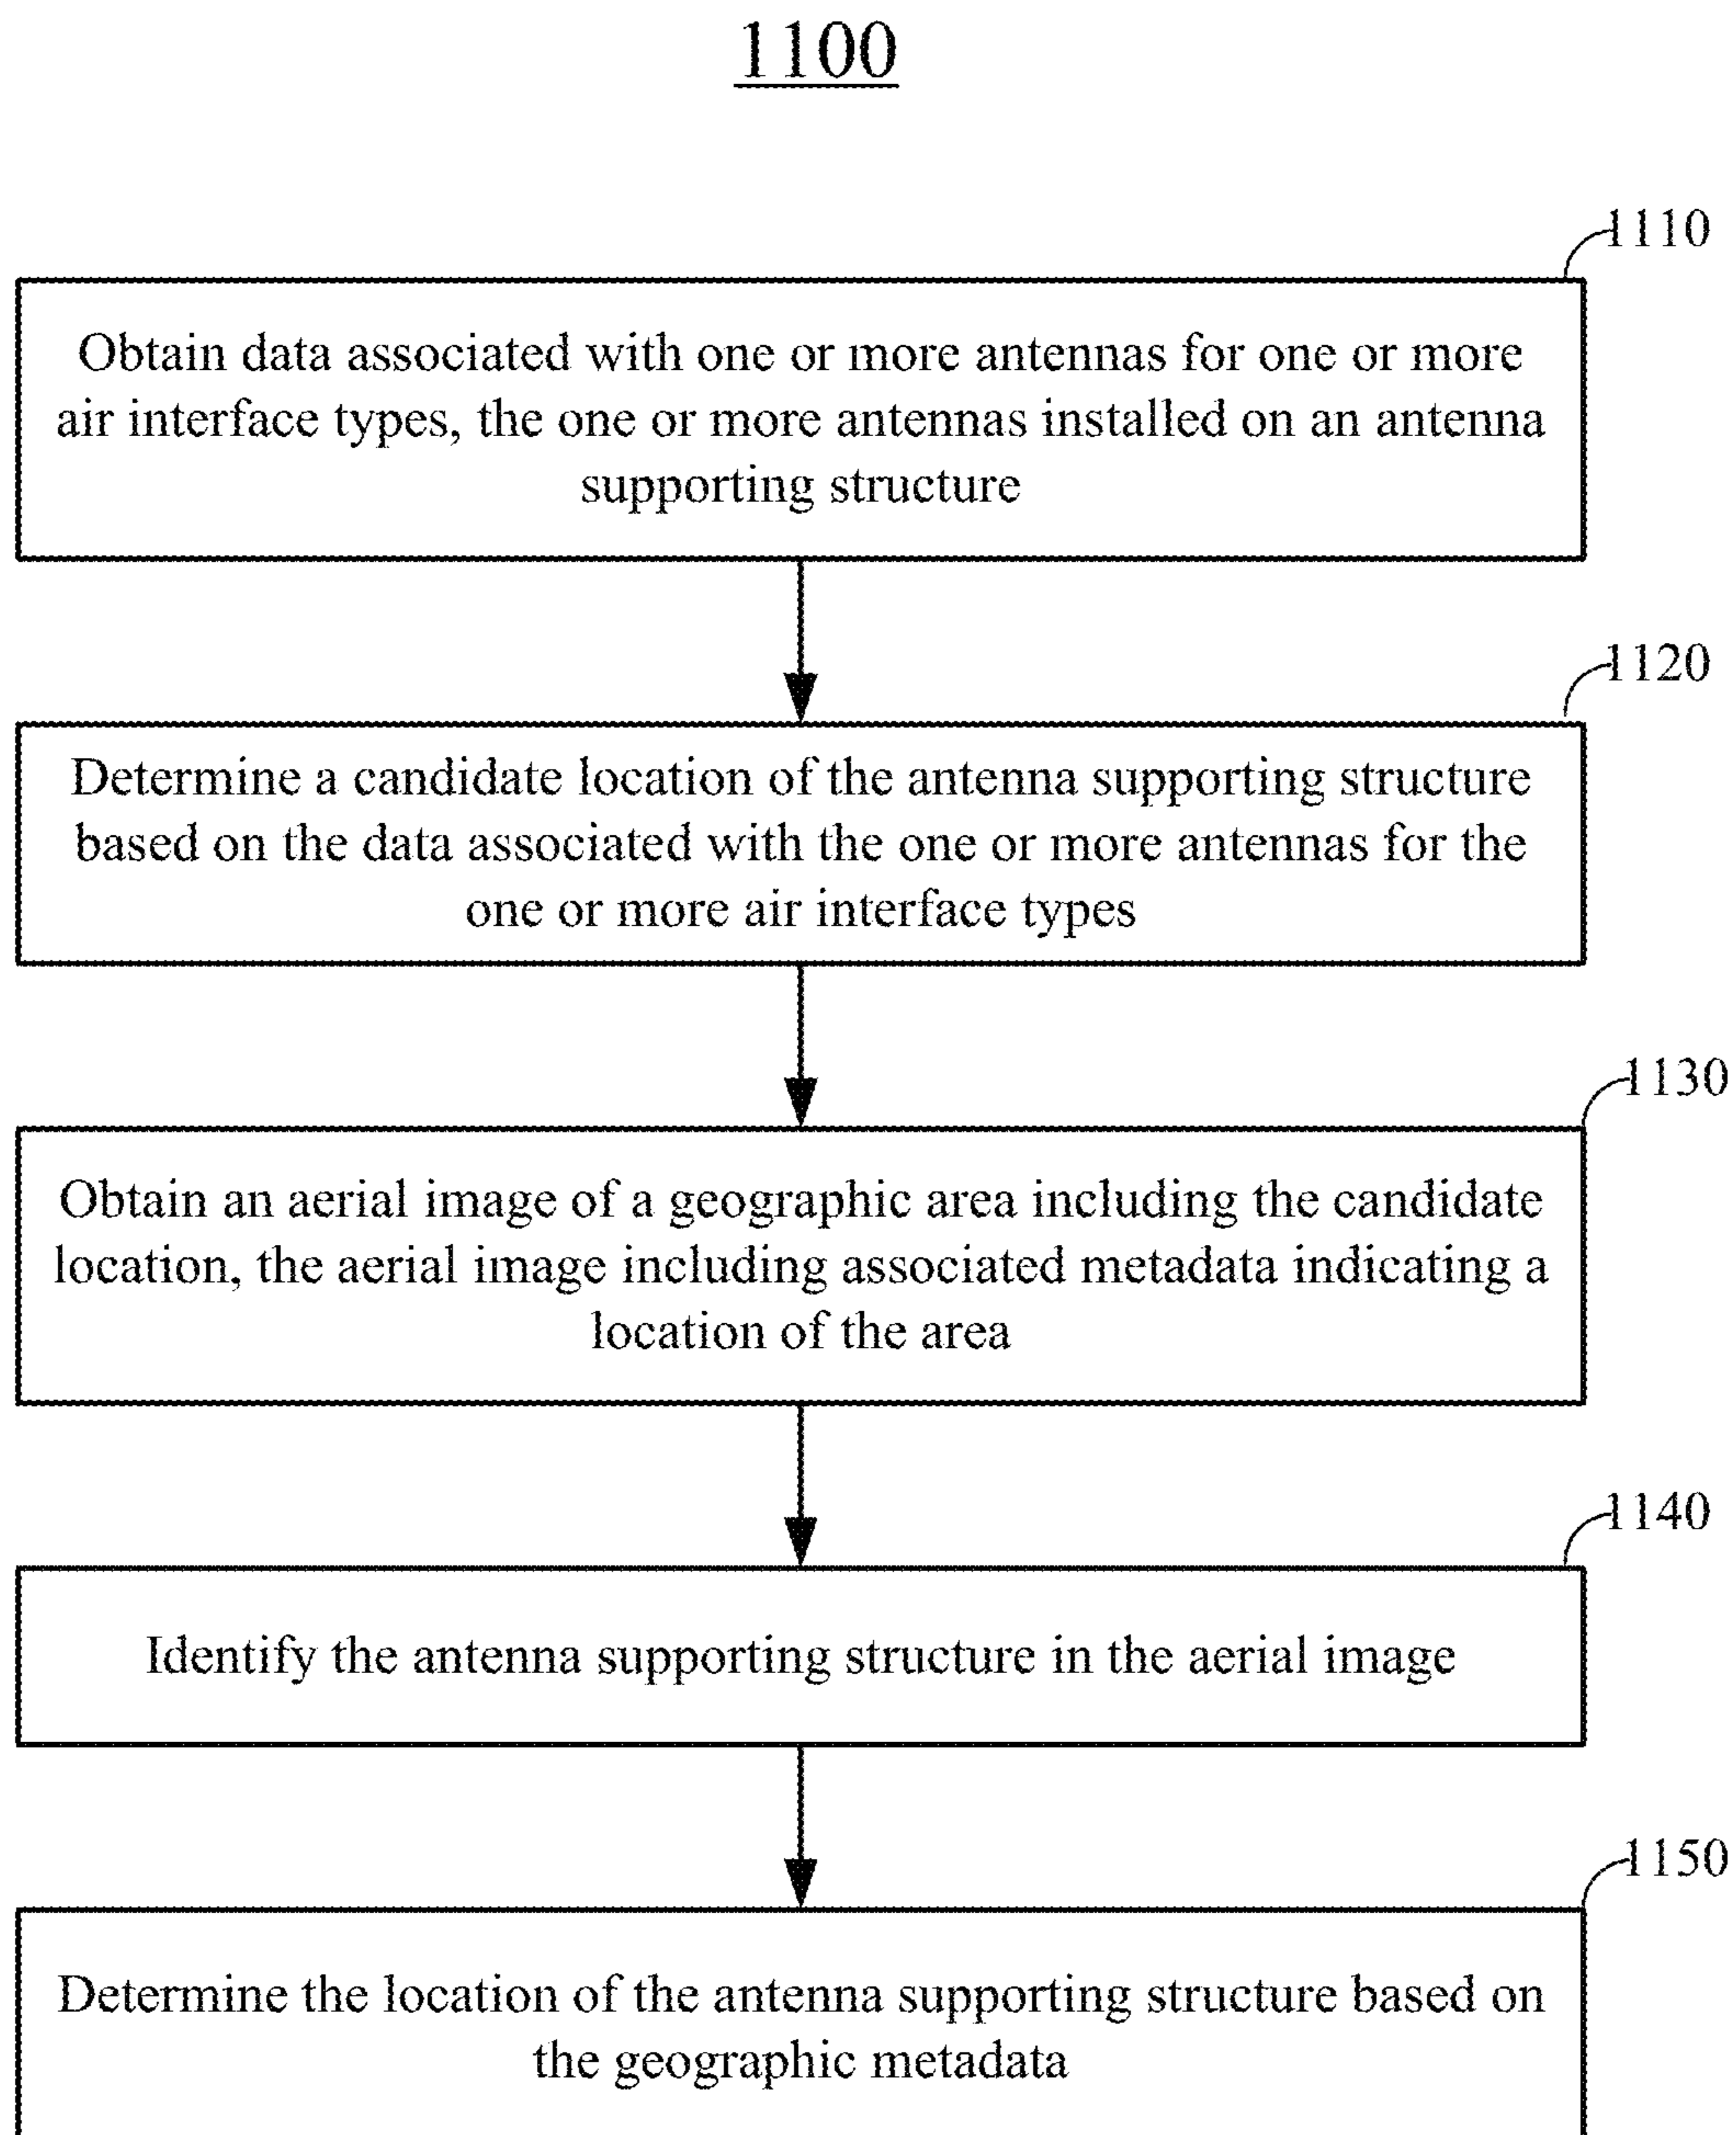 1100
1110
Obtain data associated with one or more antennas for one or more
air interface types, the one or more antennas installed on an antenna
supporting structure
1120
Determine a candidate location of the antenna supporting structure
based on the data associated with the one or more antennas for the
one or more air interface types
1130
Obtain an aerial image of a geographic area including the candidate
location, the aerial image including associated metadata indicating a
location of the area
1140
Identify the antenna supporting structure in the aerial image
1150
Determine the location of the antenna supporting structure based on
the geographic metadata